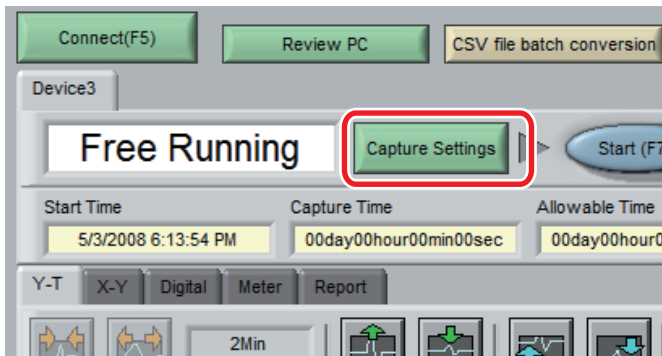 Connect(F5)
Review PC
CSV file batch conversion
Device3
Free Running
Capture Settings
Start (F7
Start Time
Capture Time
Allowable Time
5/3/2008 6:13:54 PM
00day00hour00min00sec
00day00hour0
Y-T
X-Y
Digital
Meter
Report
2Min